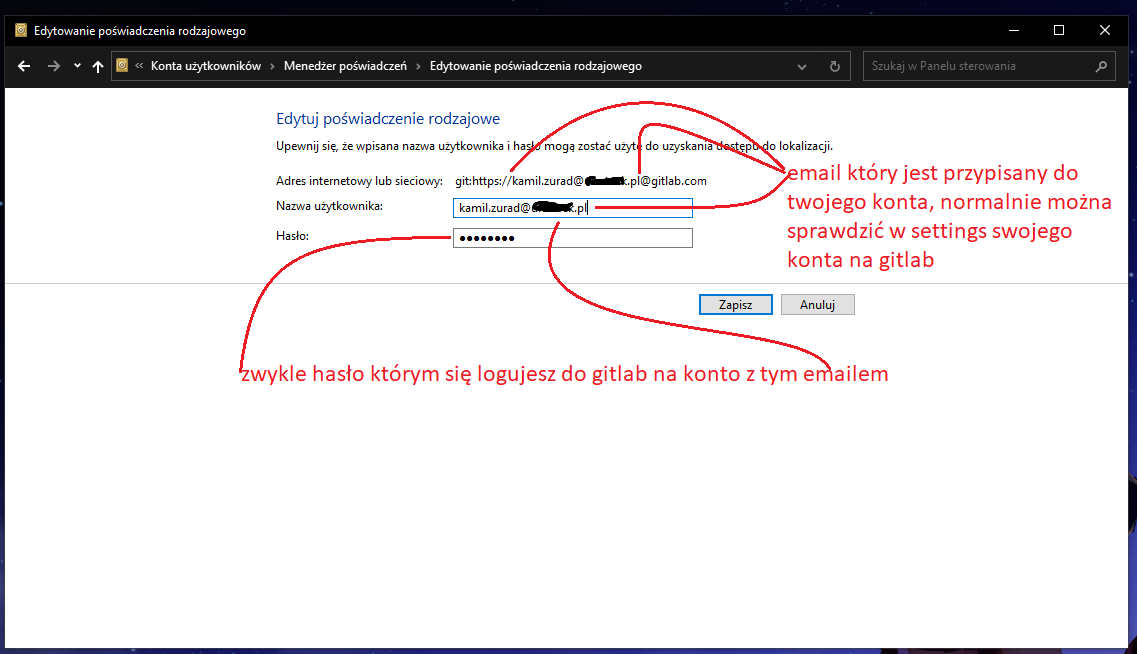 Edytowanie poświadczenia rodzajowego
Konta użytkowników › Menedżer poświadczeń › Edytowanie poświadczenia rodzajowego
Szukaj w Panelu sterowania
Edytuj poświadczenie rodzajowe
Upewnij się, że wpisana nazwa użytkownika i hasło mogą zostać użyte do uzyskania dostępu do lokalizacji.
Adres internetowy lub sieciowy: git:https://kamil.zurad@ .pl@gitlab.com
Nazwa użytkownika: kamil.zurad@ .pl
Hasło: ●●●●●●●●
email który jest przypisany do
twojego konta, normalnie można
sprawdzić w settings swojego
konta na gitlab
Zapisz Anuluj
zwykle hasło którym się logujesz do gitlab na konto z tym emailem